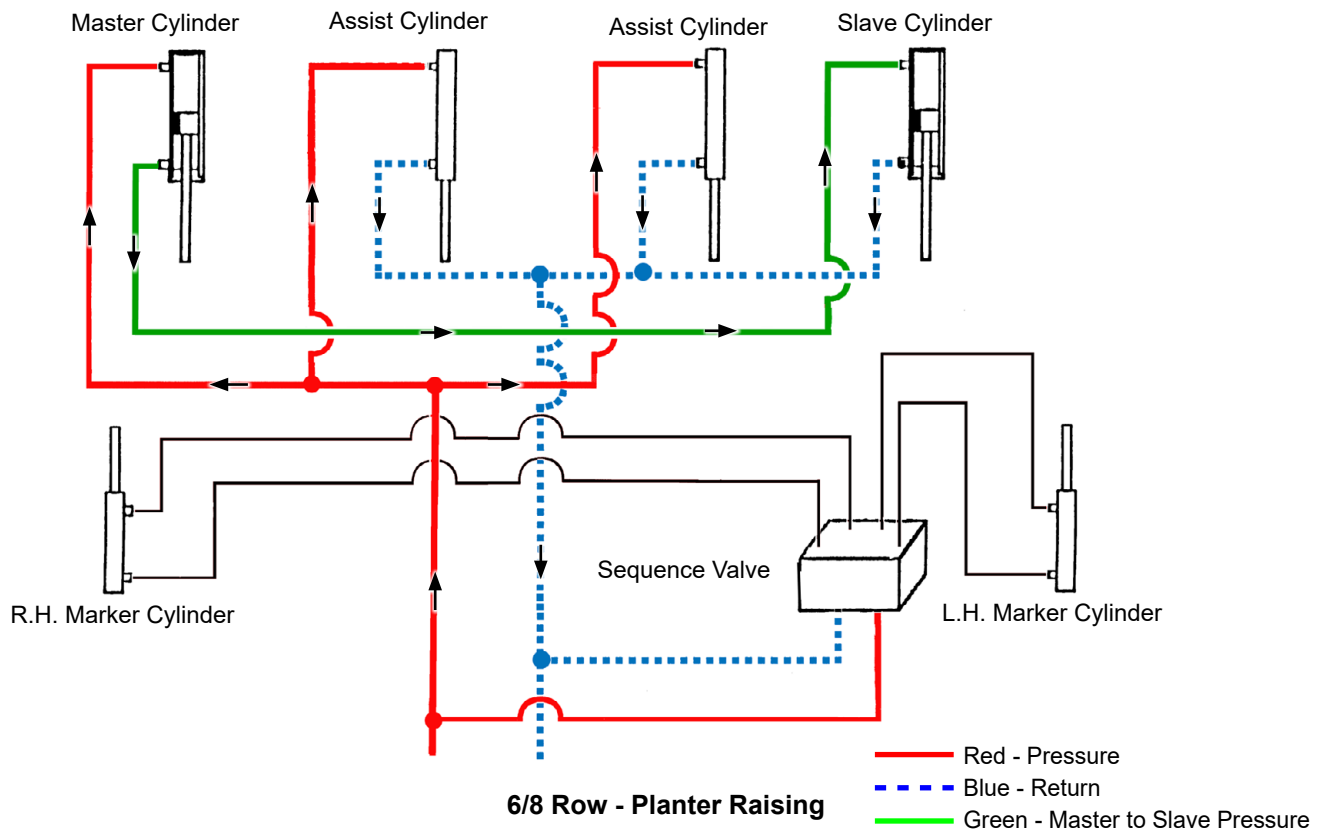 Master Cylinder
Assist Cylinder
Assist Cylinder
Slave Cylinder
Sequence Valve
R.H. Marker Cylinder
L.H. Marker Cylinder
Red - Pressure
Blue - Return
Green - Master to Slave Pressure
6/8 Row - Planter Raising